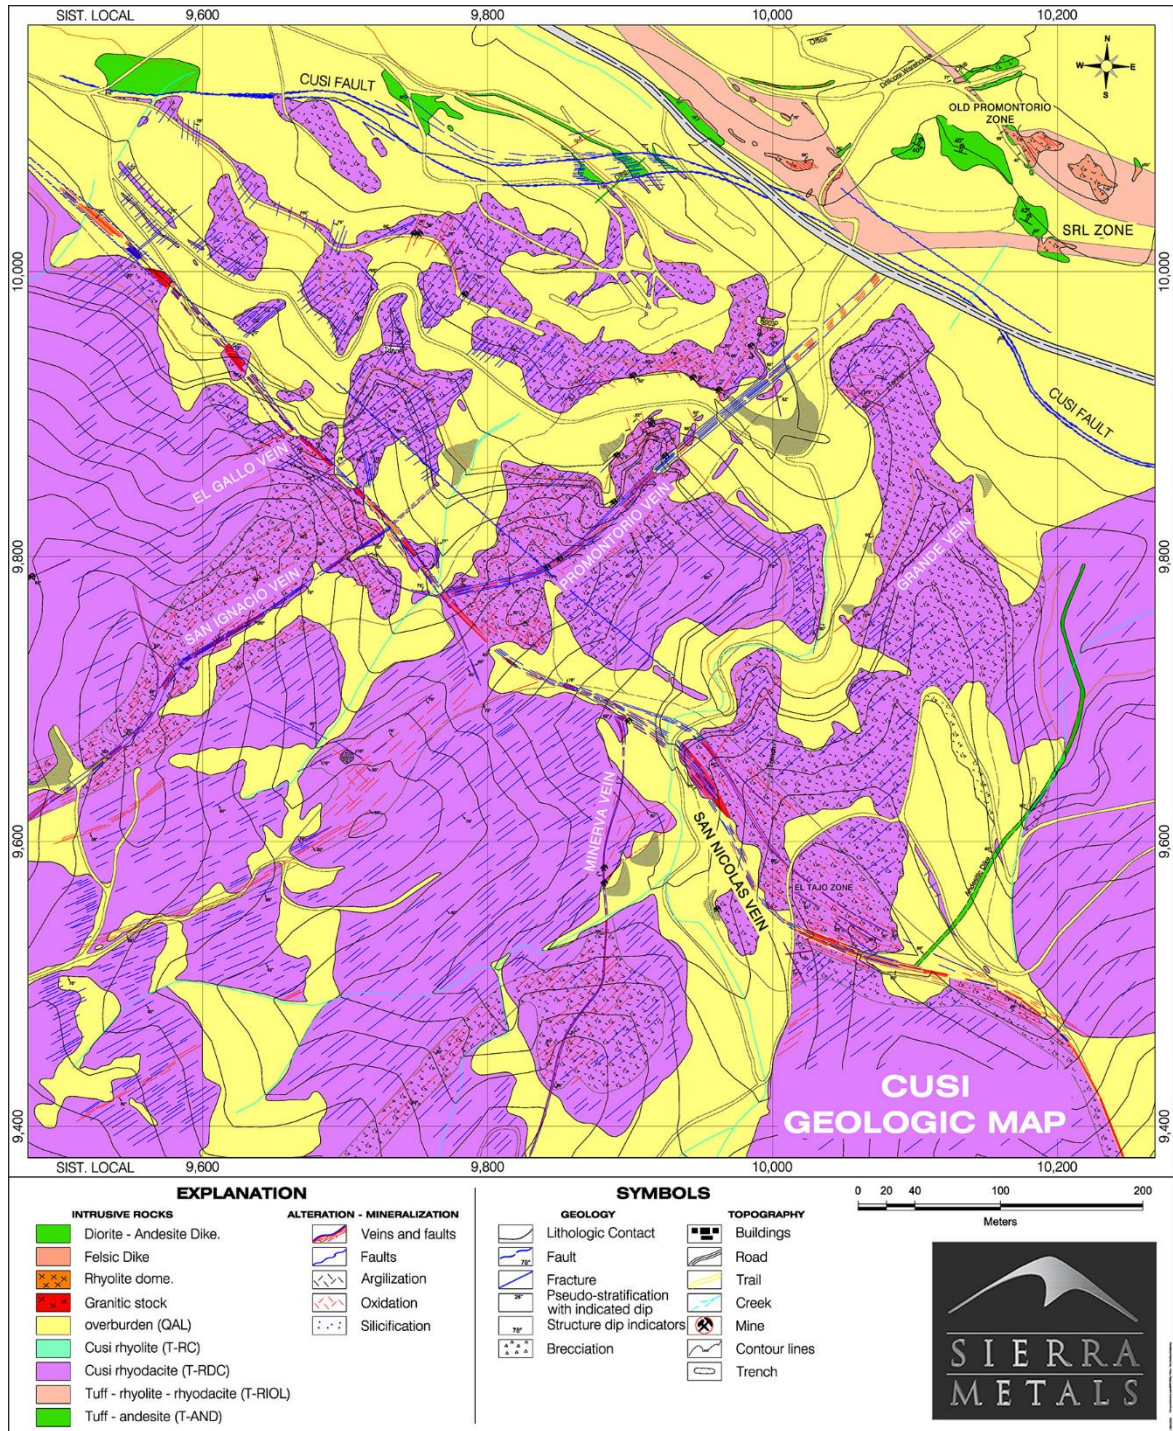 SIST. LOCAL
9,600
9,800
10,000
10,200
CUSI FAULT
Office
N
W
E
S
OLD PROMONTORIO
ZONE
SRL ZONE
10,000
10,000
EL GALLO VEIN
CUSI FAULT
SAN IGNACIO VEIN
PROMONTORIO VEIN
GRANDE VEIN
9,800
9,800
MINERVA VEIN
SAN NICOLAS VEIN
EL TAJO ZONE
Andesitic Dike
9,600
9,600
9,400
9,400
CUSI
GEOLOGIC MAP
SIST. LOCAL
9,600
9,800
10,000
10,200
EXPLANATION
INTRUSIVE ROCKS
Diorite - Andesite Dike.
Felsic Dike
Rhyolite dome.
Granitic stock
overburden (QAL)
Cusi rhyolite (T-RC)
Cusi rhyodacite (T-RDC)
Tuff - rhyolite - rhyodacite (T-RIOL)
Tuff - andesite (T-AND)
ALTERATION - MINERALIZATION
Veins and faults
Faults
Argilization
Oxidation
Silicification
SYMBOLS
GEOLOGY
Lithologic Contact
Fault
Fracture
Pseudo-stratification
with indicated dip
Structure dip indicators
Brecciation
TOPOGRAPHY
Buildings
Road
Trail
Creek
Mine
Contour lines
Trench
0 20 40 100 200
Meters
SIERRA
METALS